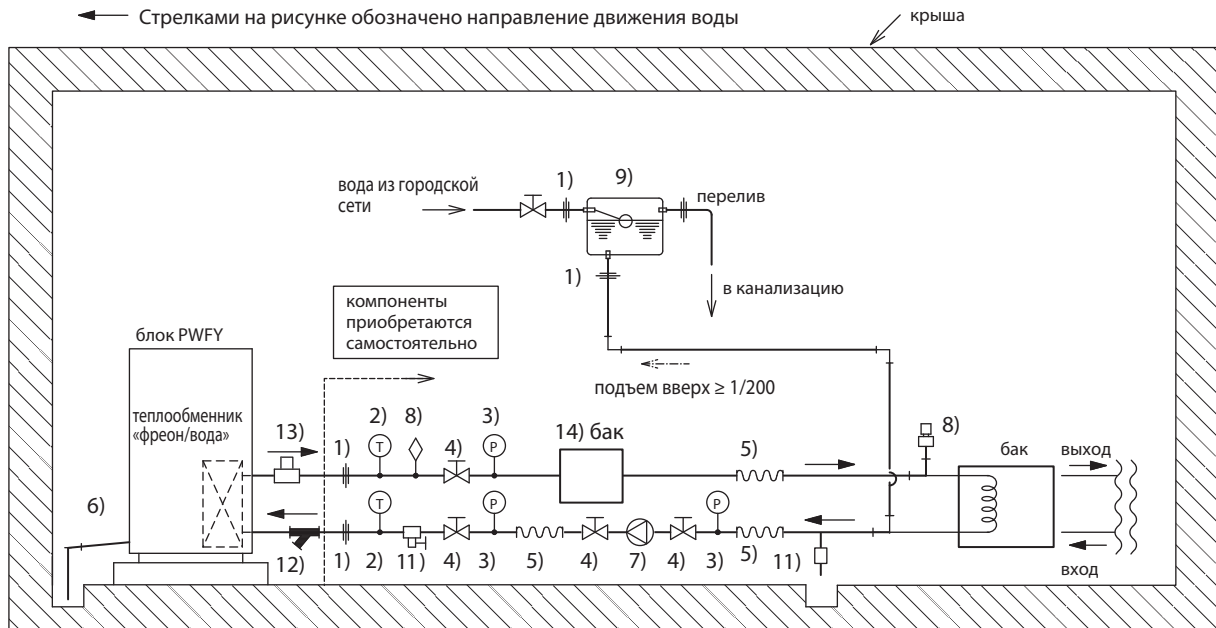 Стрелками на рисунке обозначено направление движения воды
крыша
вода из городской
сети
1)
9)
перелив
1)
в канализацию
компоненты
приобретаются
самостоятельно
блок PWFY
подъем вверх ≥ 1/200
теплообменник
«фреон/вода»
13)
1)
2)
8)
4)
3)
14) бак
5)
8)
бак
выход
T
P
6)
T
P
P
12)
1)
2)
11)
4)
3)
5)
4)
7)
4)
3)
5)
11)
вход